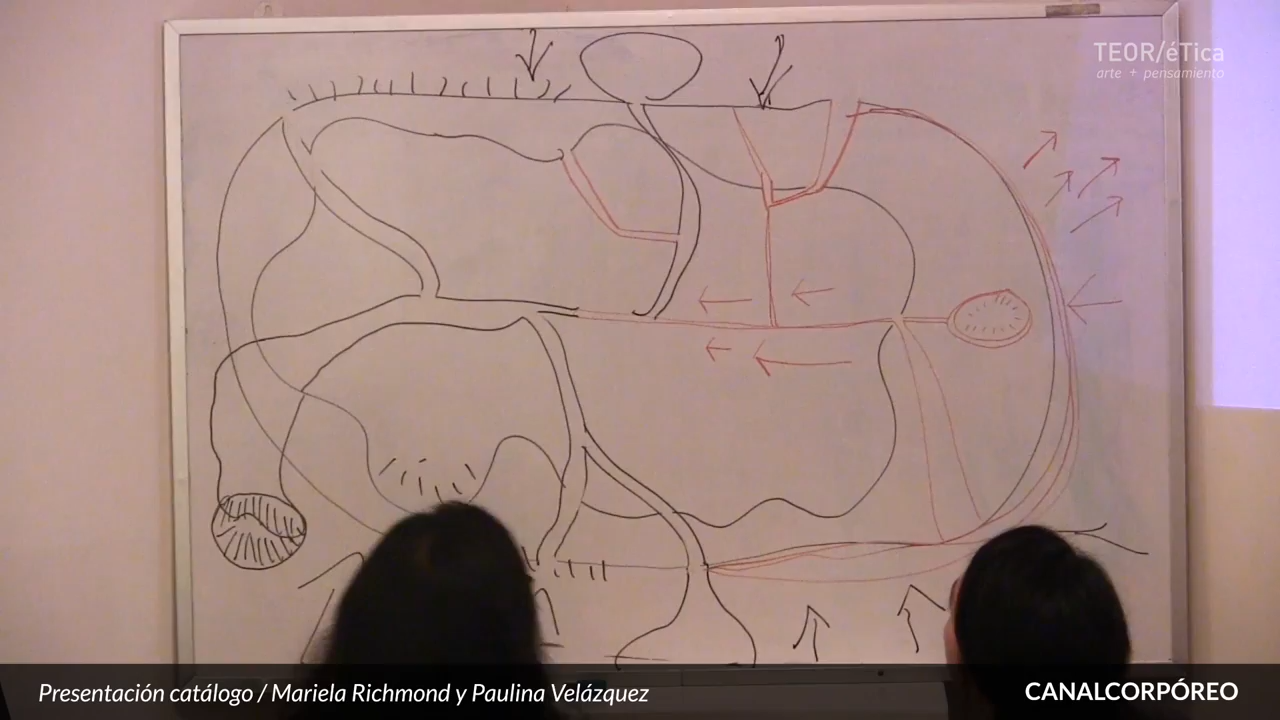 TEOR/éTica
arte + pensamiento
Presentación catálogo / Mariela Richmond y Paulina Velázquez
CANALCORPÓREO